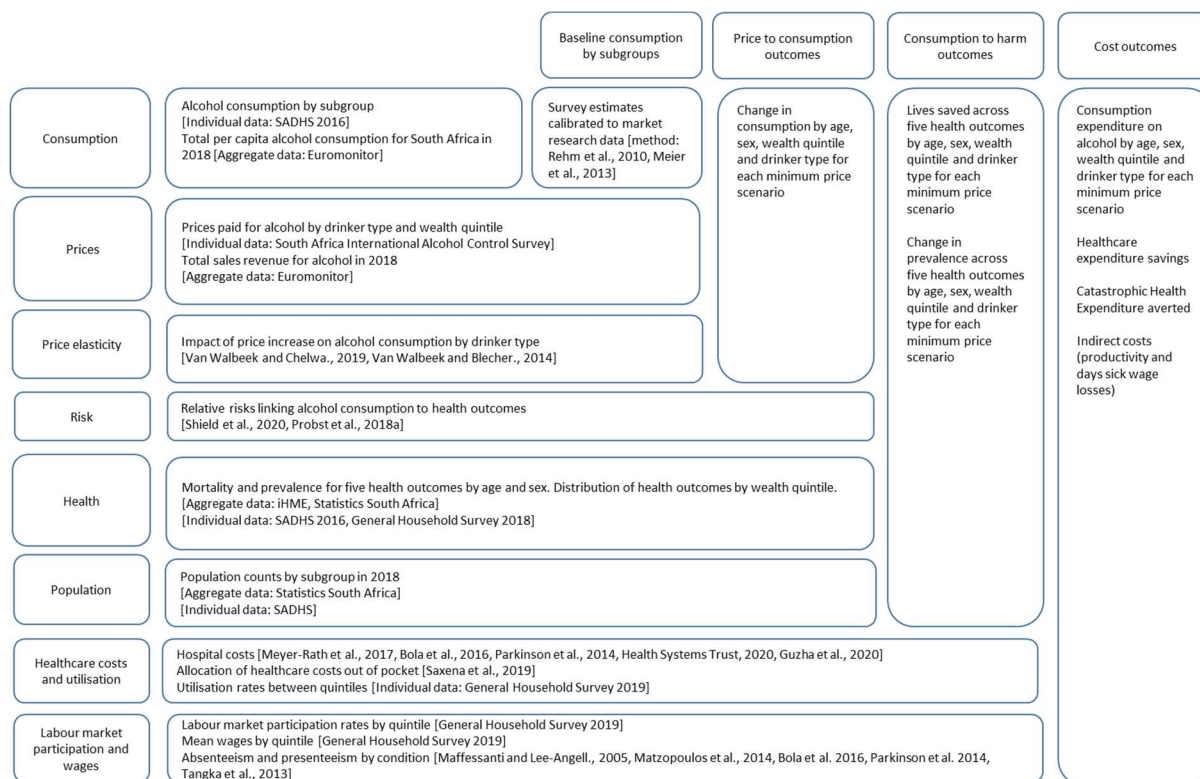 Baseline consumption
by subgroups
Price to consumption
outcomes
Consumption to harm
outcomes
Cost outcomes
Consumption
Alcohol consumption by subgroup
[Individual data: SADHS 2016]
Total per capita alcohol consumption for South Africa in
2018 [Aggregate data: Euromonitor]
Survey estimates
calibrated to market
research data [method:
Rehm et al., 2010, Meier
et al., 2013]
Change in
consumption by age,
sex, wealth quintile
and drinker type for
each minimum price
scenario
Lives saved across
five health outcomes
by age, sex, wealth
quintile and drinker
type for each
minimum price
scenario
Change in
prevalence across
five health outcomes
by age, sex, wealth
quintile and drinker
type for each
minimum price
scenario
Consumption
expenditure on
alcohol by age, sex,
wealth quintile and
drinker type for each
minimum price
scenario
Healthcare
expenditure savings
Catastrophic Health
Expenditure averted
Indirect costs
(productivity and
days sick wage
losses)
Prices
Prices paid for alcohol by drinker type and wealth quintile
[Individual data: South Africa International Alcohol Control Survey]
Total sales revenue for alcohol in 2018
[Aggregate data: Euromonitor]
Price elasticity
Impact of price increase on alcohol consumption by drinker type
[Van Walbeek and Chelwa., 2019, Van Walbeek and Blecher., 2014]
Risk
Relative risks linking alcohol consumption to health outcomes
[Shield et al., 2020, Probst et al., 2018a]
Health
Mortality and prevalence for five health outcomes by age and sex. Distribution of health outcomes by wealth quintile.
[Aggregate data: iHME, Statistics South Africa]
[Individual data: SADHS 2016, General Household Survey 2018]
Population
Population counts by subgroup in 2018
[Aggregate data: Statistics South Africa]
[Individual data: SADHS]
Healthcare costs
and utilisation
Hospital costs [Meyer-Rath et al., 2017, Bola et al., 2016, Parkinson et al., 2014, Health Systems Trust, 2020, Guzha et al., 2020]
Allocation of healthcare costs out of pocket [Saxena et al., 2019]
Utilisation rates between quintiles [Individual data: General Household Survey 2019]
Labour market
participation and
wages
Labour market participation rates by quintile [General Household Survey 2019]
Mean wages by quintile [General Household Survey 2019]
Absenteeism and presenteeism by condition [Maffessanti and Lee-Angell., 2005, Matzopoulos et al., 2014, Bola et al. 2016, Parkinson et al. 2014,
Tangka et al., 2013]